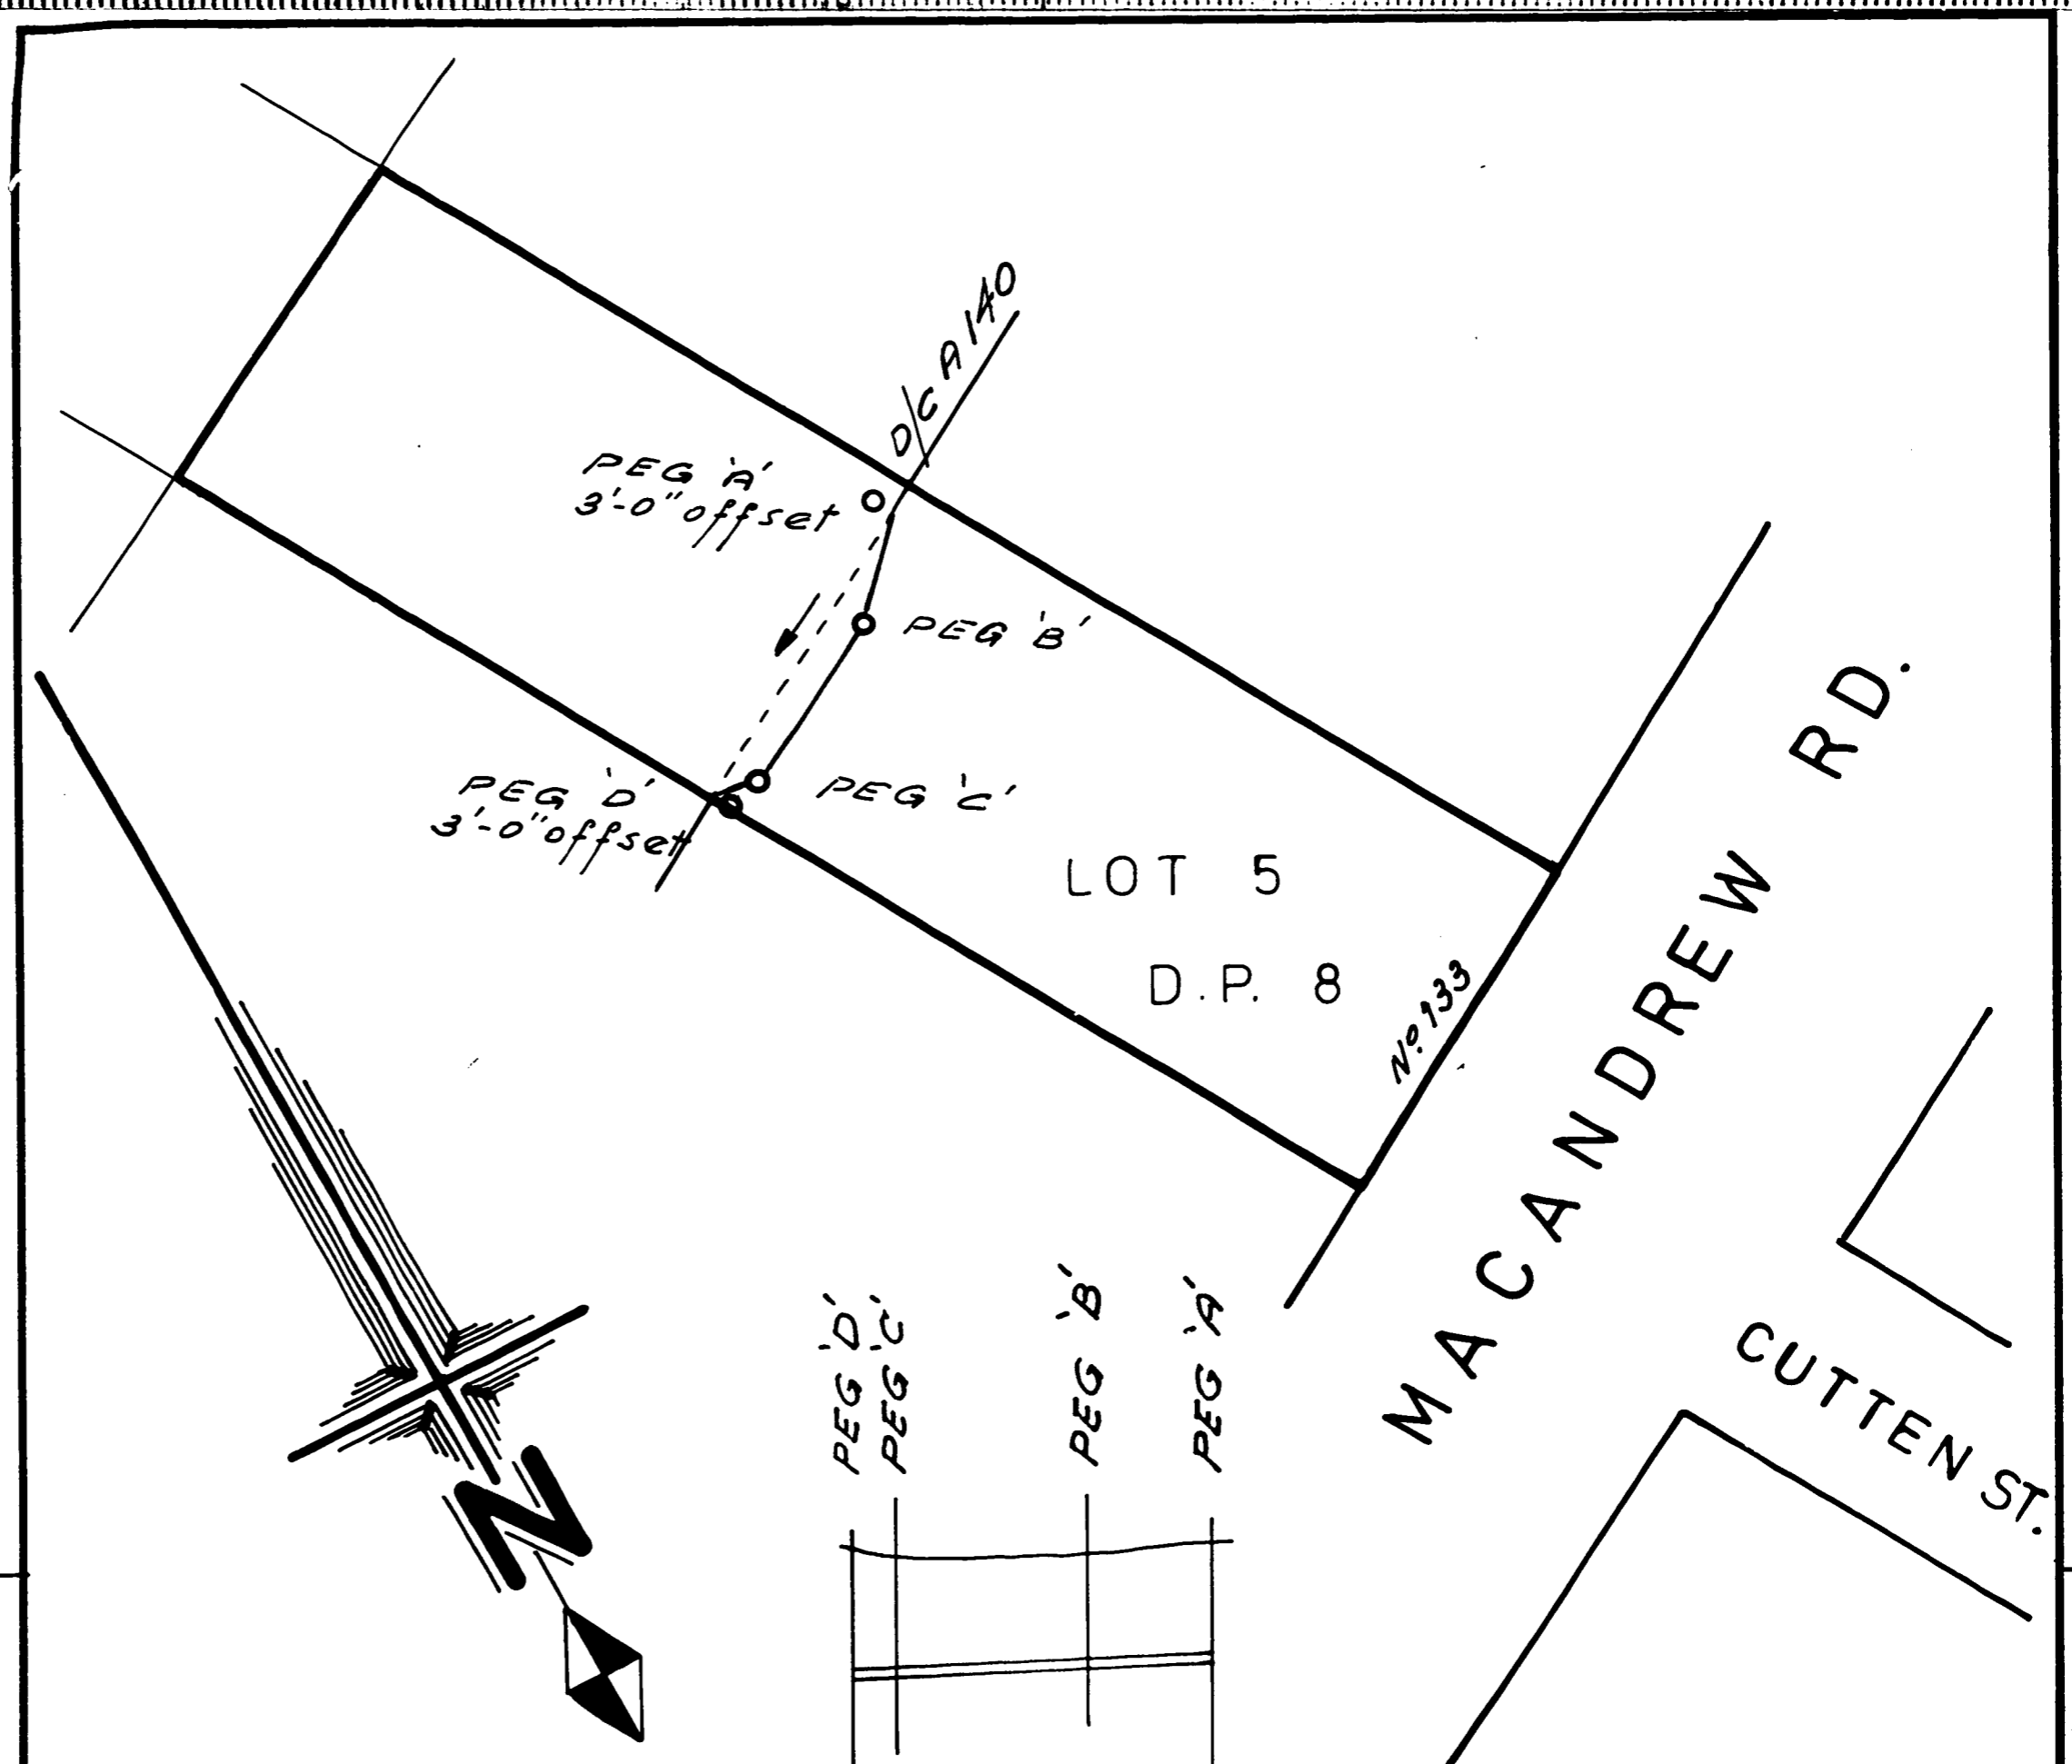 D/C A140
PEG 'A'
3'-0" offset
PEG 'B'
PEG 'D'
3'-0" offset
PEG 'C'
LOT 5
D.P. 8
No. 133
MACANDREW RD.
CUTTEN ST.
N
PEG 'D'
PEG 'C'
PEG 'B'
PEG 'A'